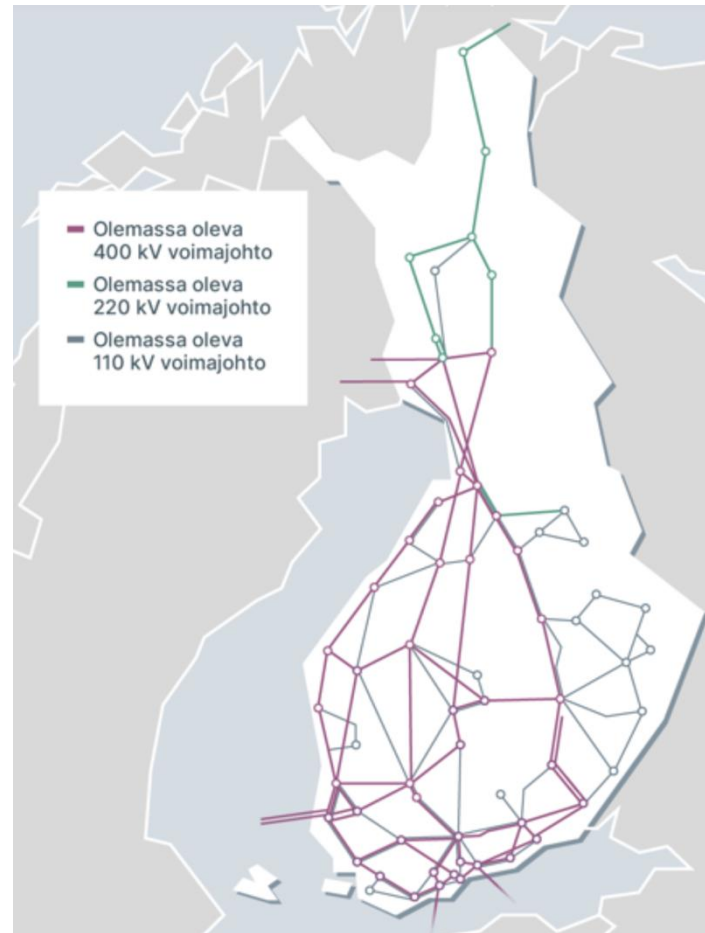 Olemassa oleva
400 kV voimajohto
Olemassa oleva
220 kV voimajohto
Olemassa oleva
110 kV voimajohto